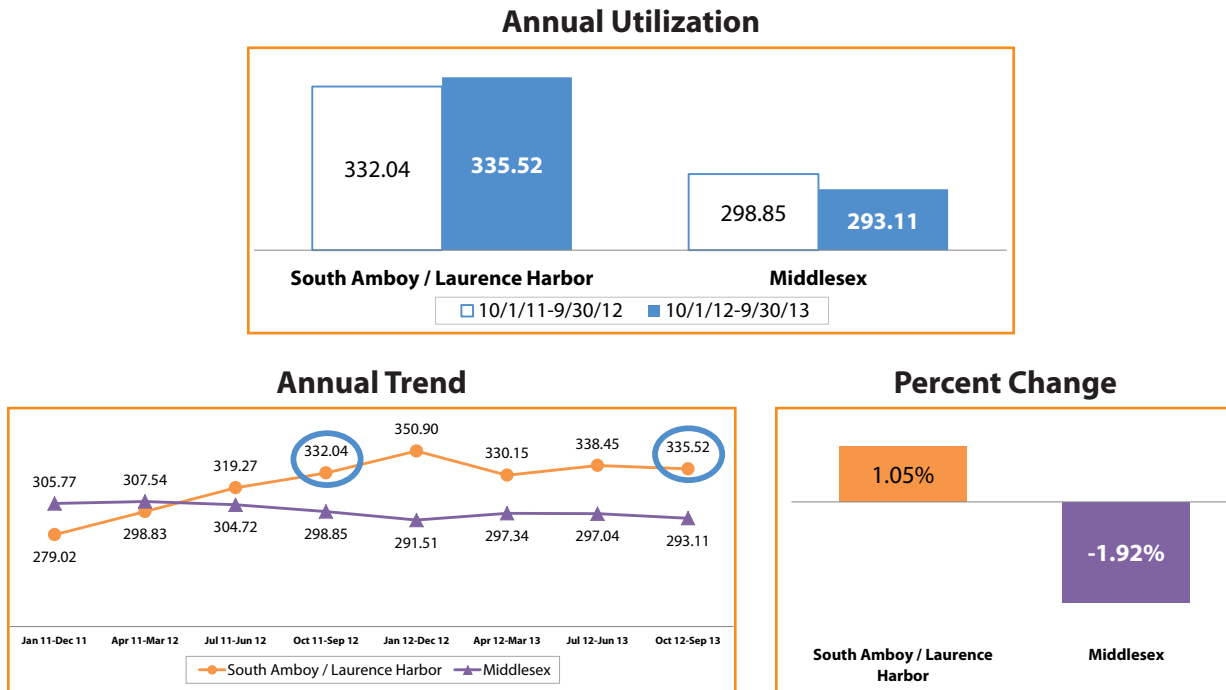 Annual Utilization
332.04
335.52
298.85
293.11
South Amboy / Laurence Harbor
Middlesex
10/1/11-9/30/12
10/1/12-9/30/13
Annual Trend
305.77
307.54
319.27
332.04
350.90
330.15
338.45
335.52
279.02
298.83
304.72
298.85
291.51
297.34
297.04
293.11
Jan 11-Dec 11
Apr 11-Mar 12
Jul 11-Jun 12
Oct 11-Sep 12
Jan 12-Dec 12
Apr 12-Mar 13
Jul 12-Jun 13
Oct 12-Sep 13
South Amboy / Laurence Harbor
Middlesex
Percent Change
1.05%
-1.92%
South Amboy / Laurence
Harbor
Middlesex